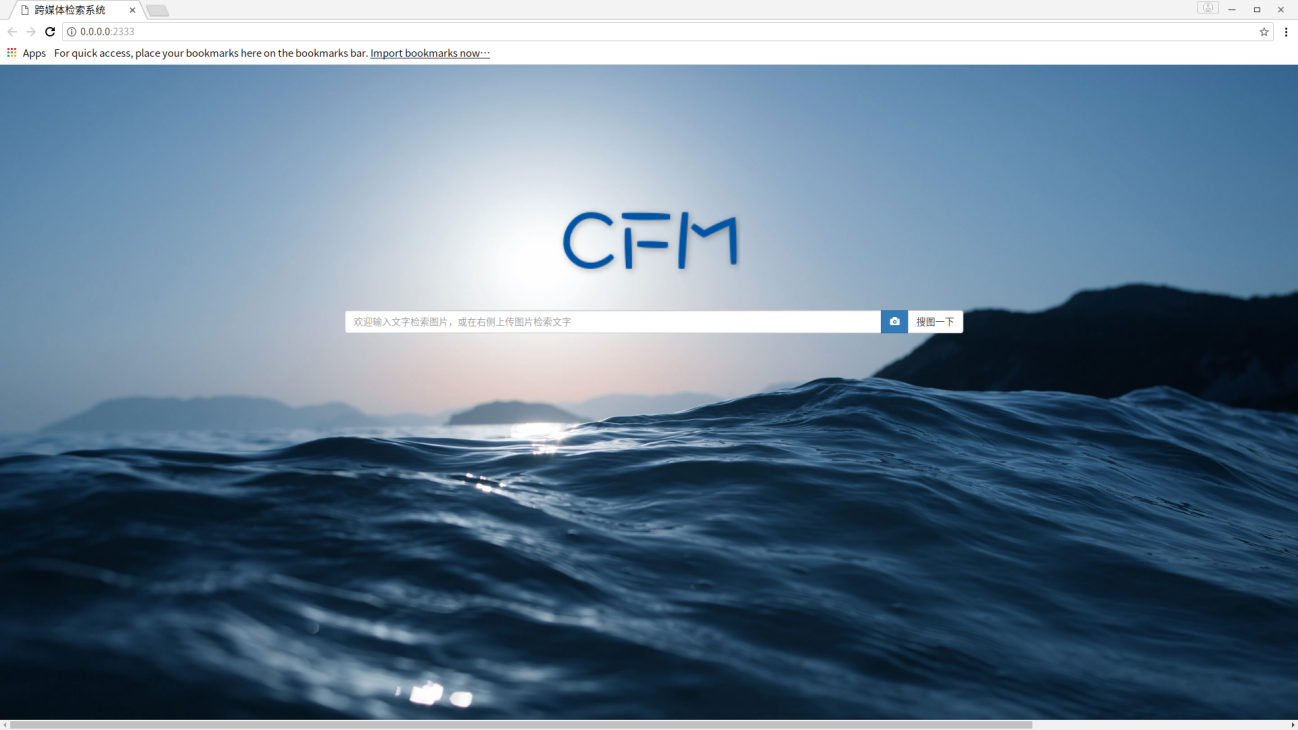 跨媒体检索系统
0.0.0.0:2333
Apps For quick access, place your bookmarks here on the bookmarks bar. Import bookmarks now…
CFM
欢迎输入文字检索图片，或在右侧上传图片检索文字 搜图一下